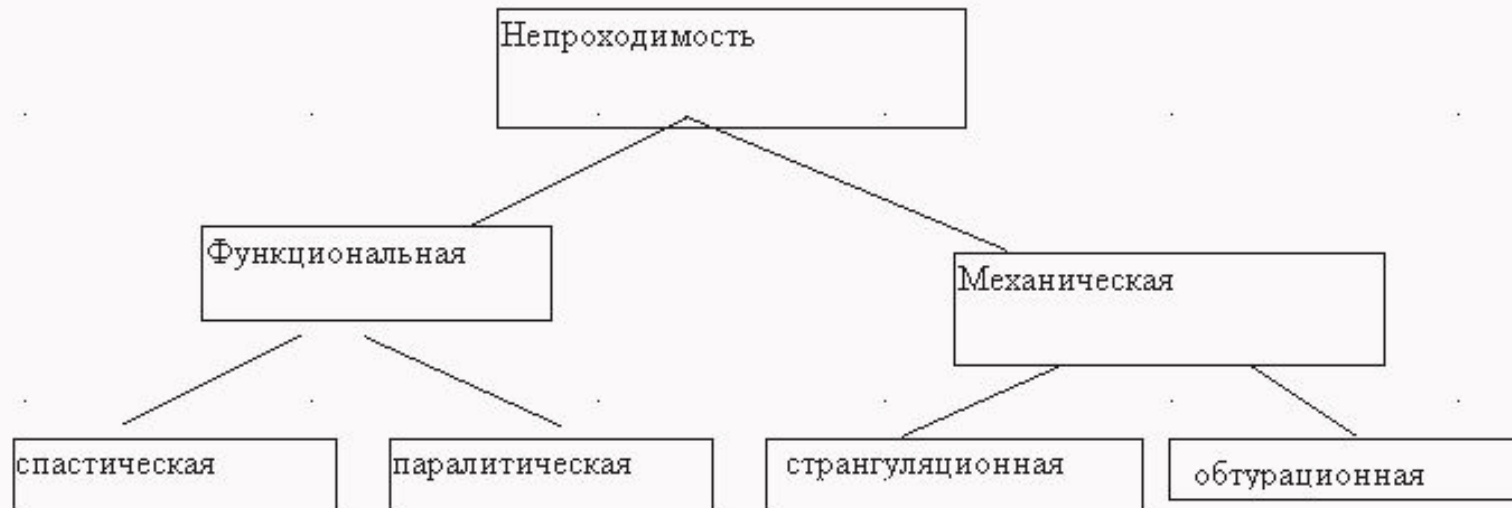 Непроходимость
Функциональная
Механическая
спастическая
паралитическая
странгуляционная
обтурационная